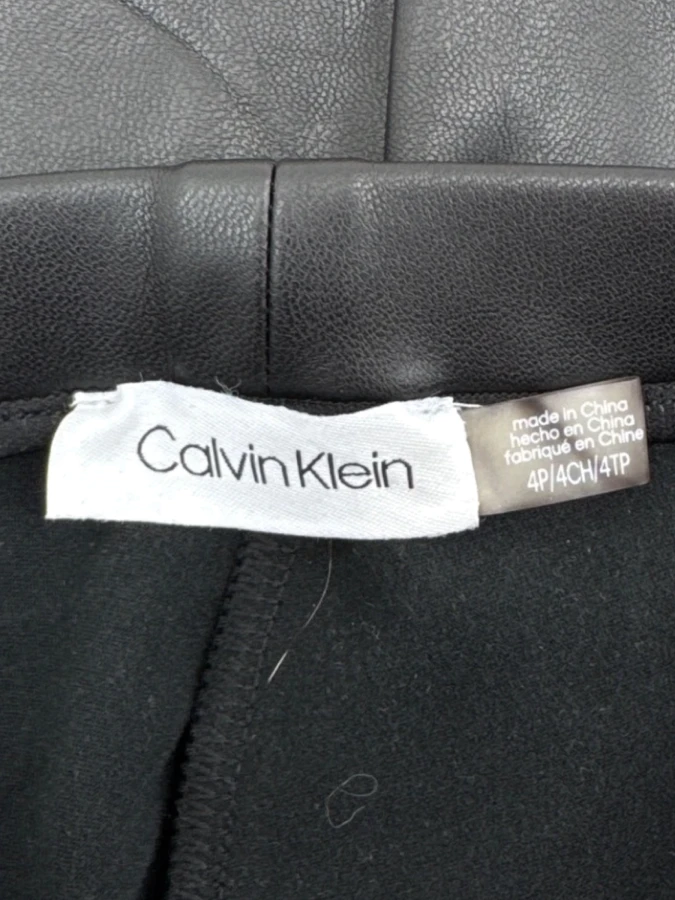 Calvin Klein
made in China
hecho en China
fabriqué en Chine
4P/4CH/4TP